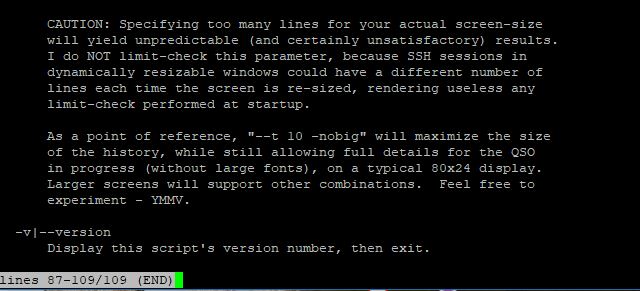 CAUTION: Specifying too many lines for your actual screen-size
will yield unpredictable (and certainly unsatisfactory) results.
I do NOT limit-check this parameter, because SSH sessions in
dynamically resizable windows could have a different number of
lines each time the screen is re-sized, rendering useless any
limit-check performed at startup.

As a point of reference, "--t 10 -nobig" will maximize the size
of the history, while still allowing full details for the QSO
in progress (without large fonts), on a typical 80x24 display.
Larger screens will support other combinations.  Feel free to
experiment - YMMV.

-v|--version
Display this script's version number, then exit.

lines 87-109/109 (END)